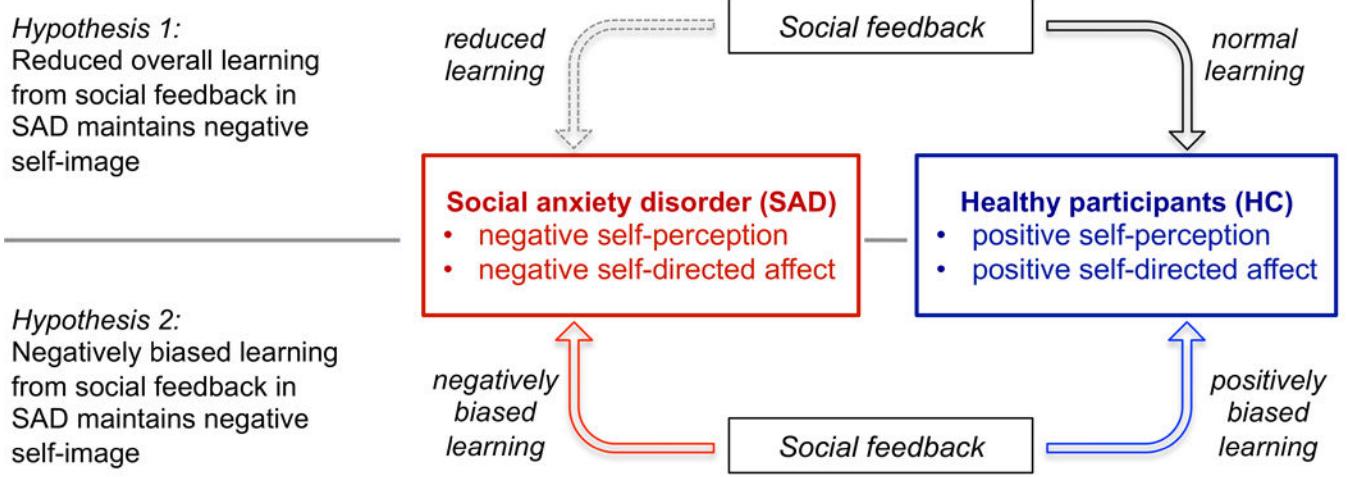 Hypothesis 1:
Reduced overall learning
from social feedback in
SAD maintains negative
self-image
reduced
learning
Social feedback
normal
learning
Social anxiety disorder (SAD)
• negative self-perception
• negative self-directed affect
Healthy participants (HC)
• positive self-perception
• positive self-directed affect
Hypothesis 2:
Negatively biased learning
from social feedback in
SAD maintains negative
self-image
negatively
biased
learning
Social feedback
positively
biased
learning